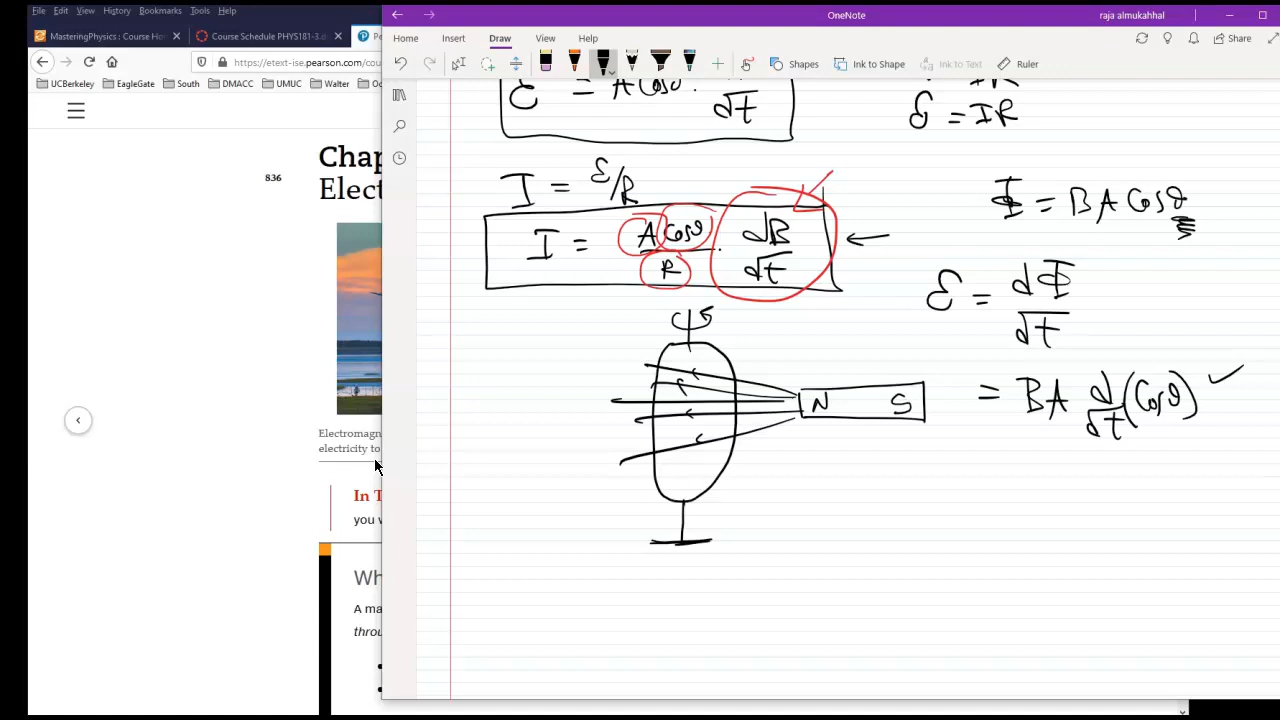 File Edit View History Bookmarks Tools Help
MasteringPhysics : Course Ho
Course Schedule PHYS181-3.d
https://etext-ise.pearson.com/cou
UCBerkeley EagleGate South DMACC UMUC Water
836
Chap
Elect
Electromagn
electricity to
In T
you v
Wh
A ma
throu
OneNote
raja almukahhal
Home Insert Draw View Help
Share
Shapes Ink to Shape Ink to Text Ruler
ℰ = A Cosθ ·
dt
ℰ = IR
I = ℰ/R
I = A Cosθ / R · dB/dt
N S
Φ = BA Cosθ
ℰ = dΦ/dt
= BA d/dt (Cosθ) ✓